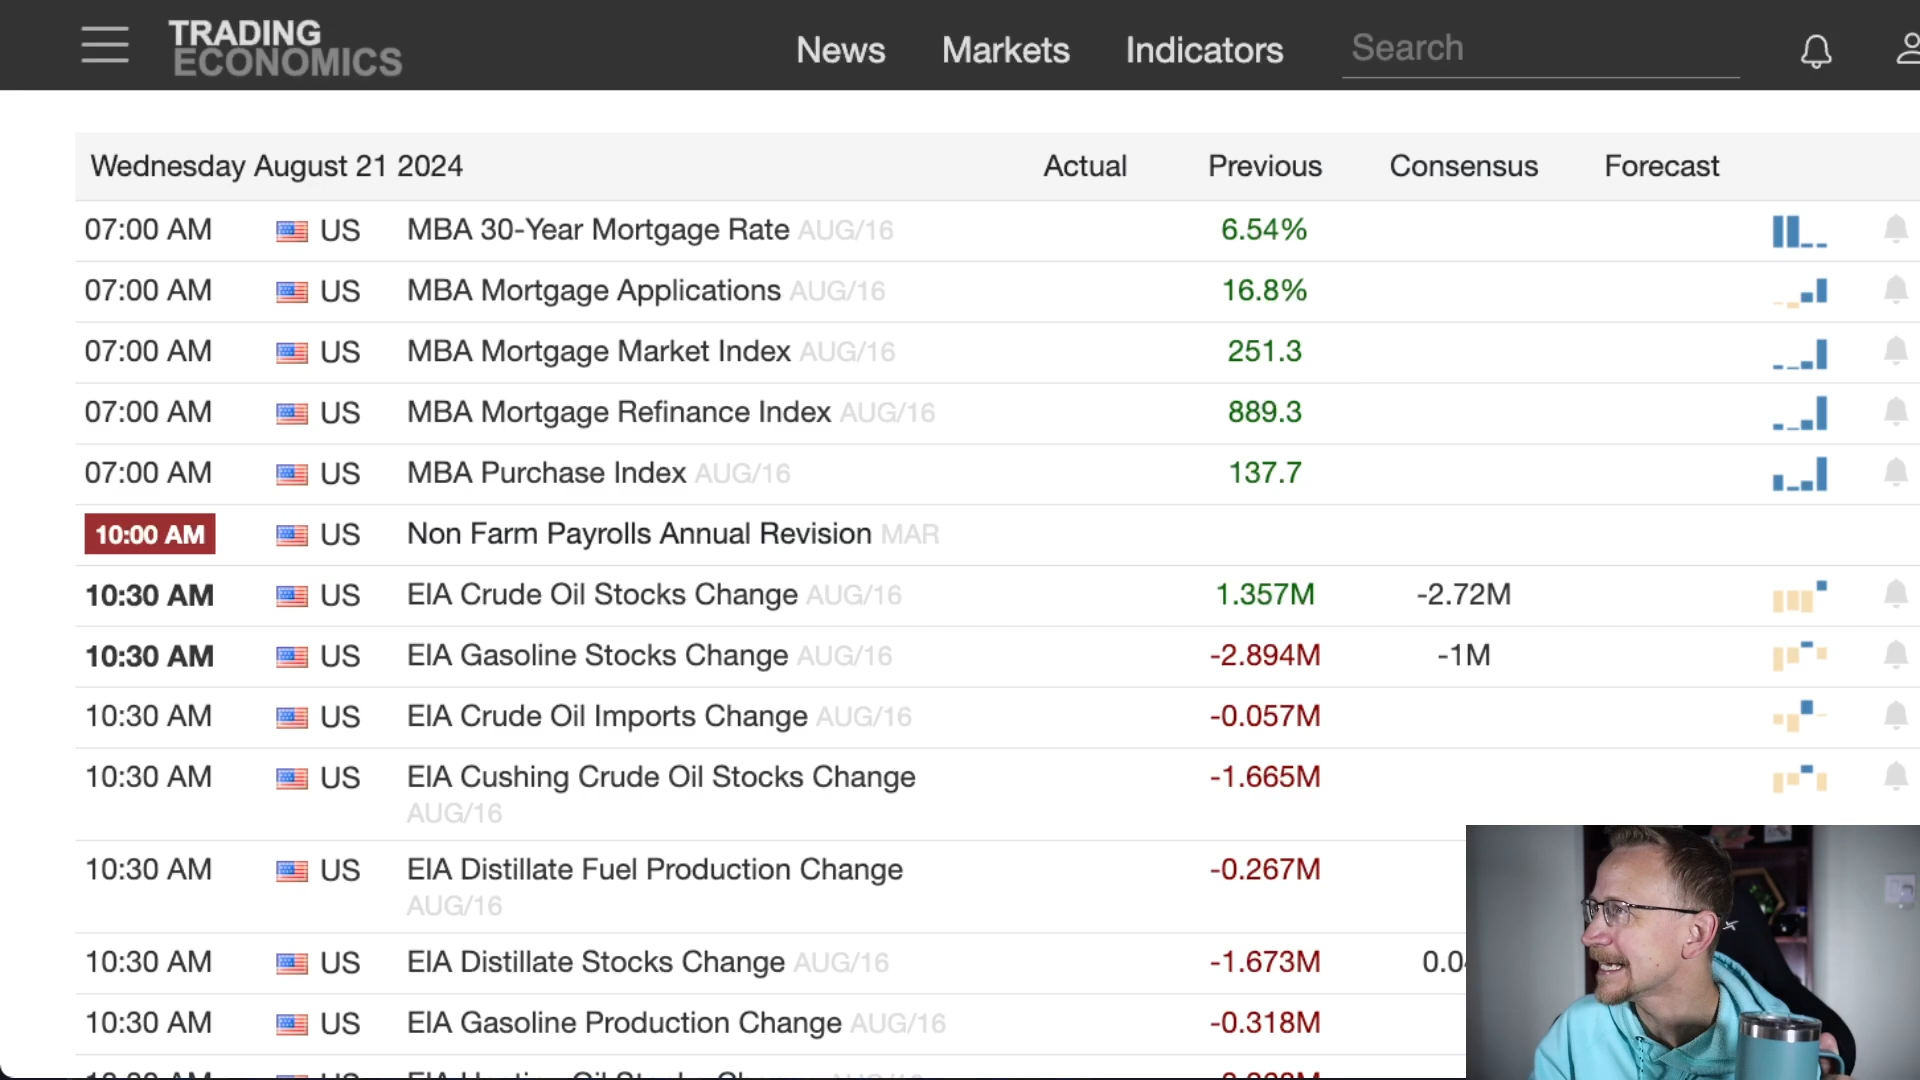 TRADING
ECONOMICS
News Markets Indicators Search
Wednesday August 21 2024 Actual Previous Consensus Forecast
07:00 AM US MBA 30-Year Mortgage Rate AUG/16 6.54%
07:00 AM US MBA Mortgage Applications AUG/16 16.8%
07:00 AM US MBA Mortgage Market Index AUG/16 251.3
07:00 AM US MBA Mortgage Refinance Index AUG/16 889.3
07:00 AM US MBA Purchase Index AUG/16 137.7
10:00 AM US Non Farm Payrolls Annual Revision MAR
10:30 AM US EIA Crude Oil Stocks Change AUG/16 1.357M -2.72M
10:30 AM US EIA Gasoline Stocks Change AUG/16 -2.894M -1M
10:30 AM US EIA Crude Oil Imports Change AUG/16 -0.057M
10:30 AM US EIA Cushing Crude Oil Stocks Change -1.665M
AUG/16
10:30 AM US EIA Distillate Fuel Production Change -0.267M
AUG/16
10:30 AM US EIA Distillate Stocks Change AUG/16 -1.673M
10:30 AM US EIA Gasoline Production Change AUG/16 -0.318M